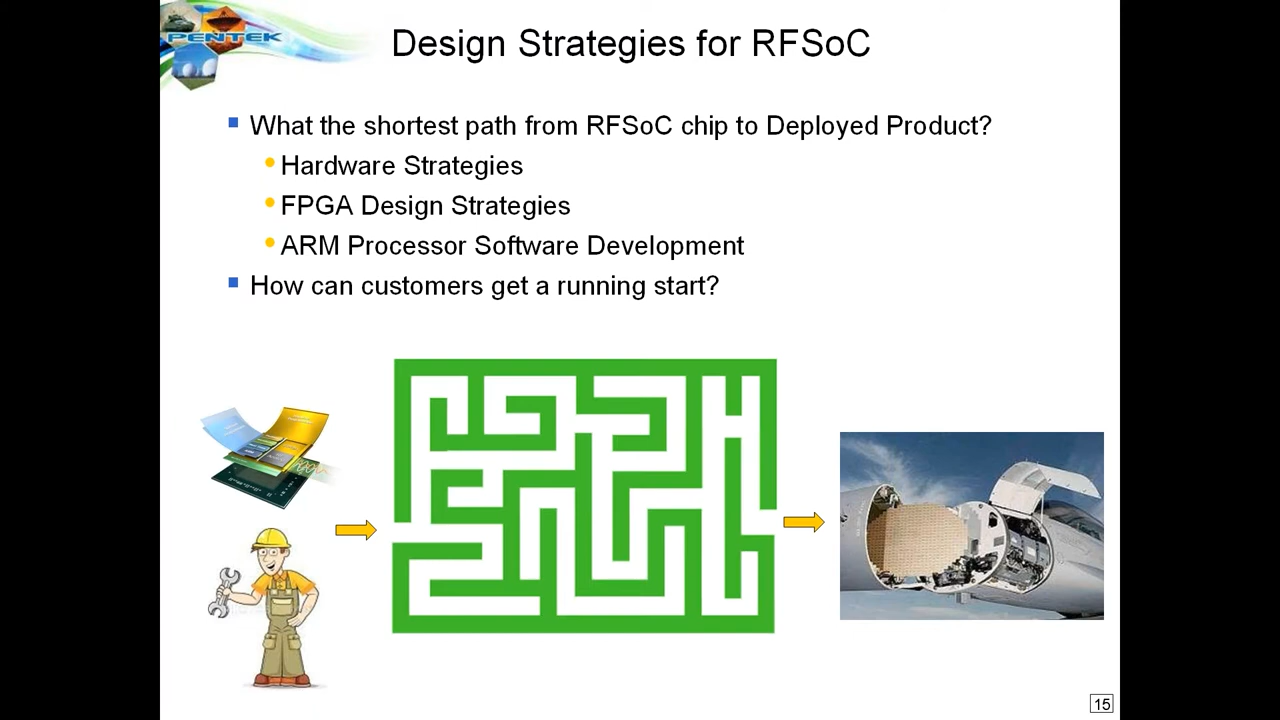 PENTEK
Design Strategies for RFSoC
What the shortest path from RFSoC chip to Deployed Product?
Hardware Strategies
FPGA Design Strategies
ARM Processor Software Development
How can customers get a running start?
15